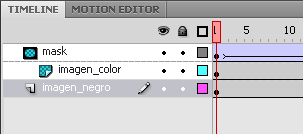 TIMELINE MOTION EDITOR
1 5 10
mask
imagen_color
imagen_negro